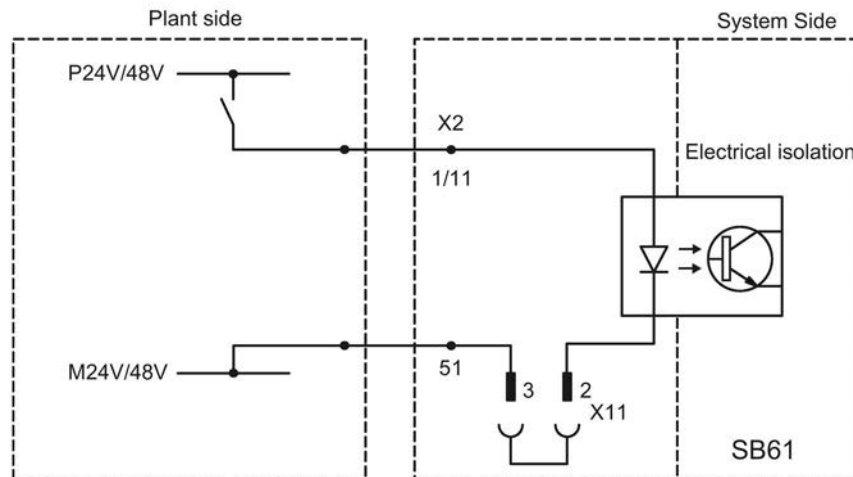 Plant side
System Side
P24V/48V
X2
1/11
Electrical isolation
M24V/48V
51
3
2
X11
SB61